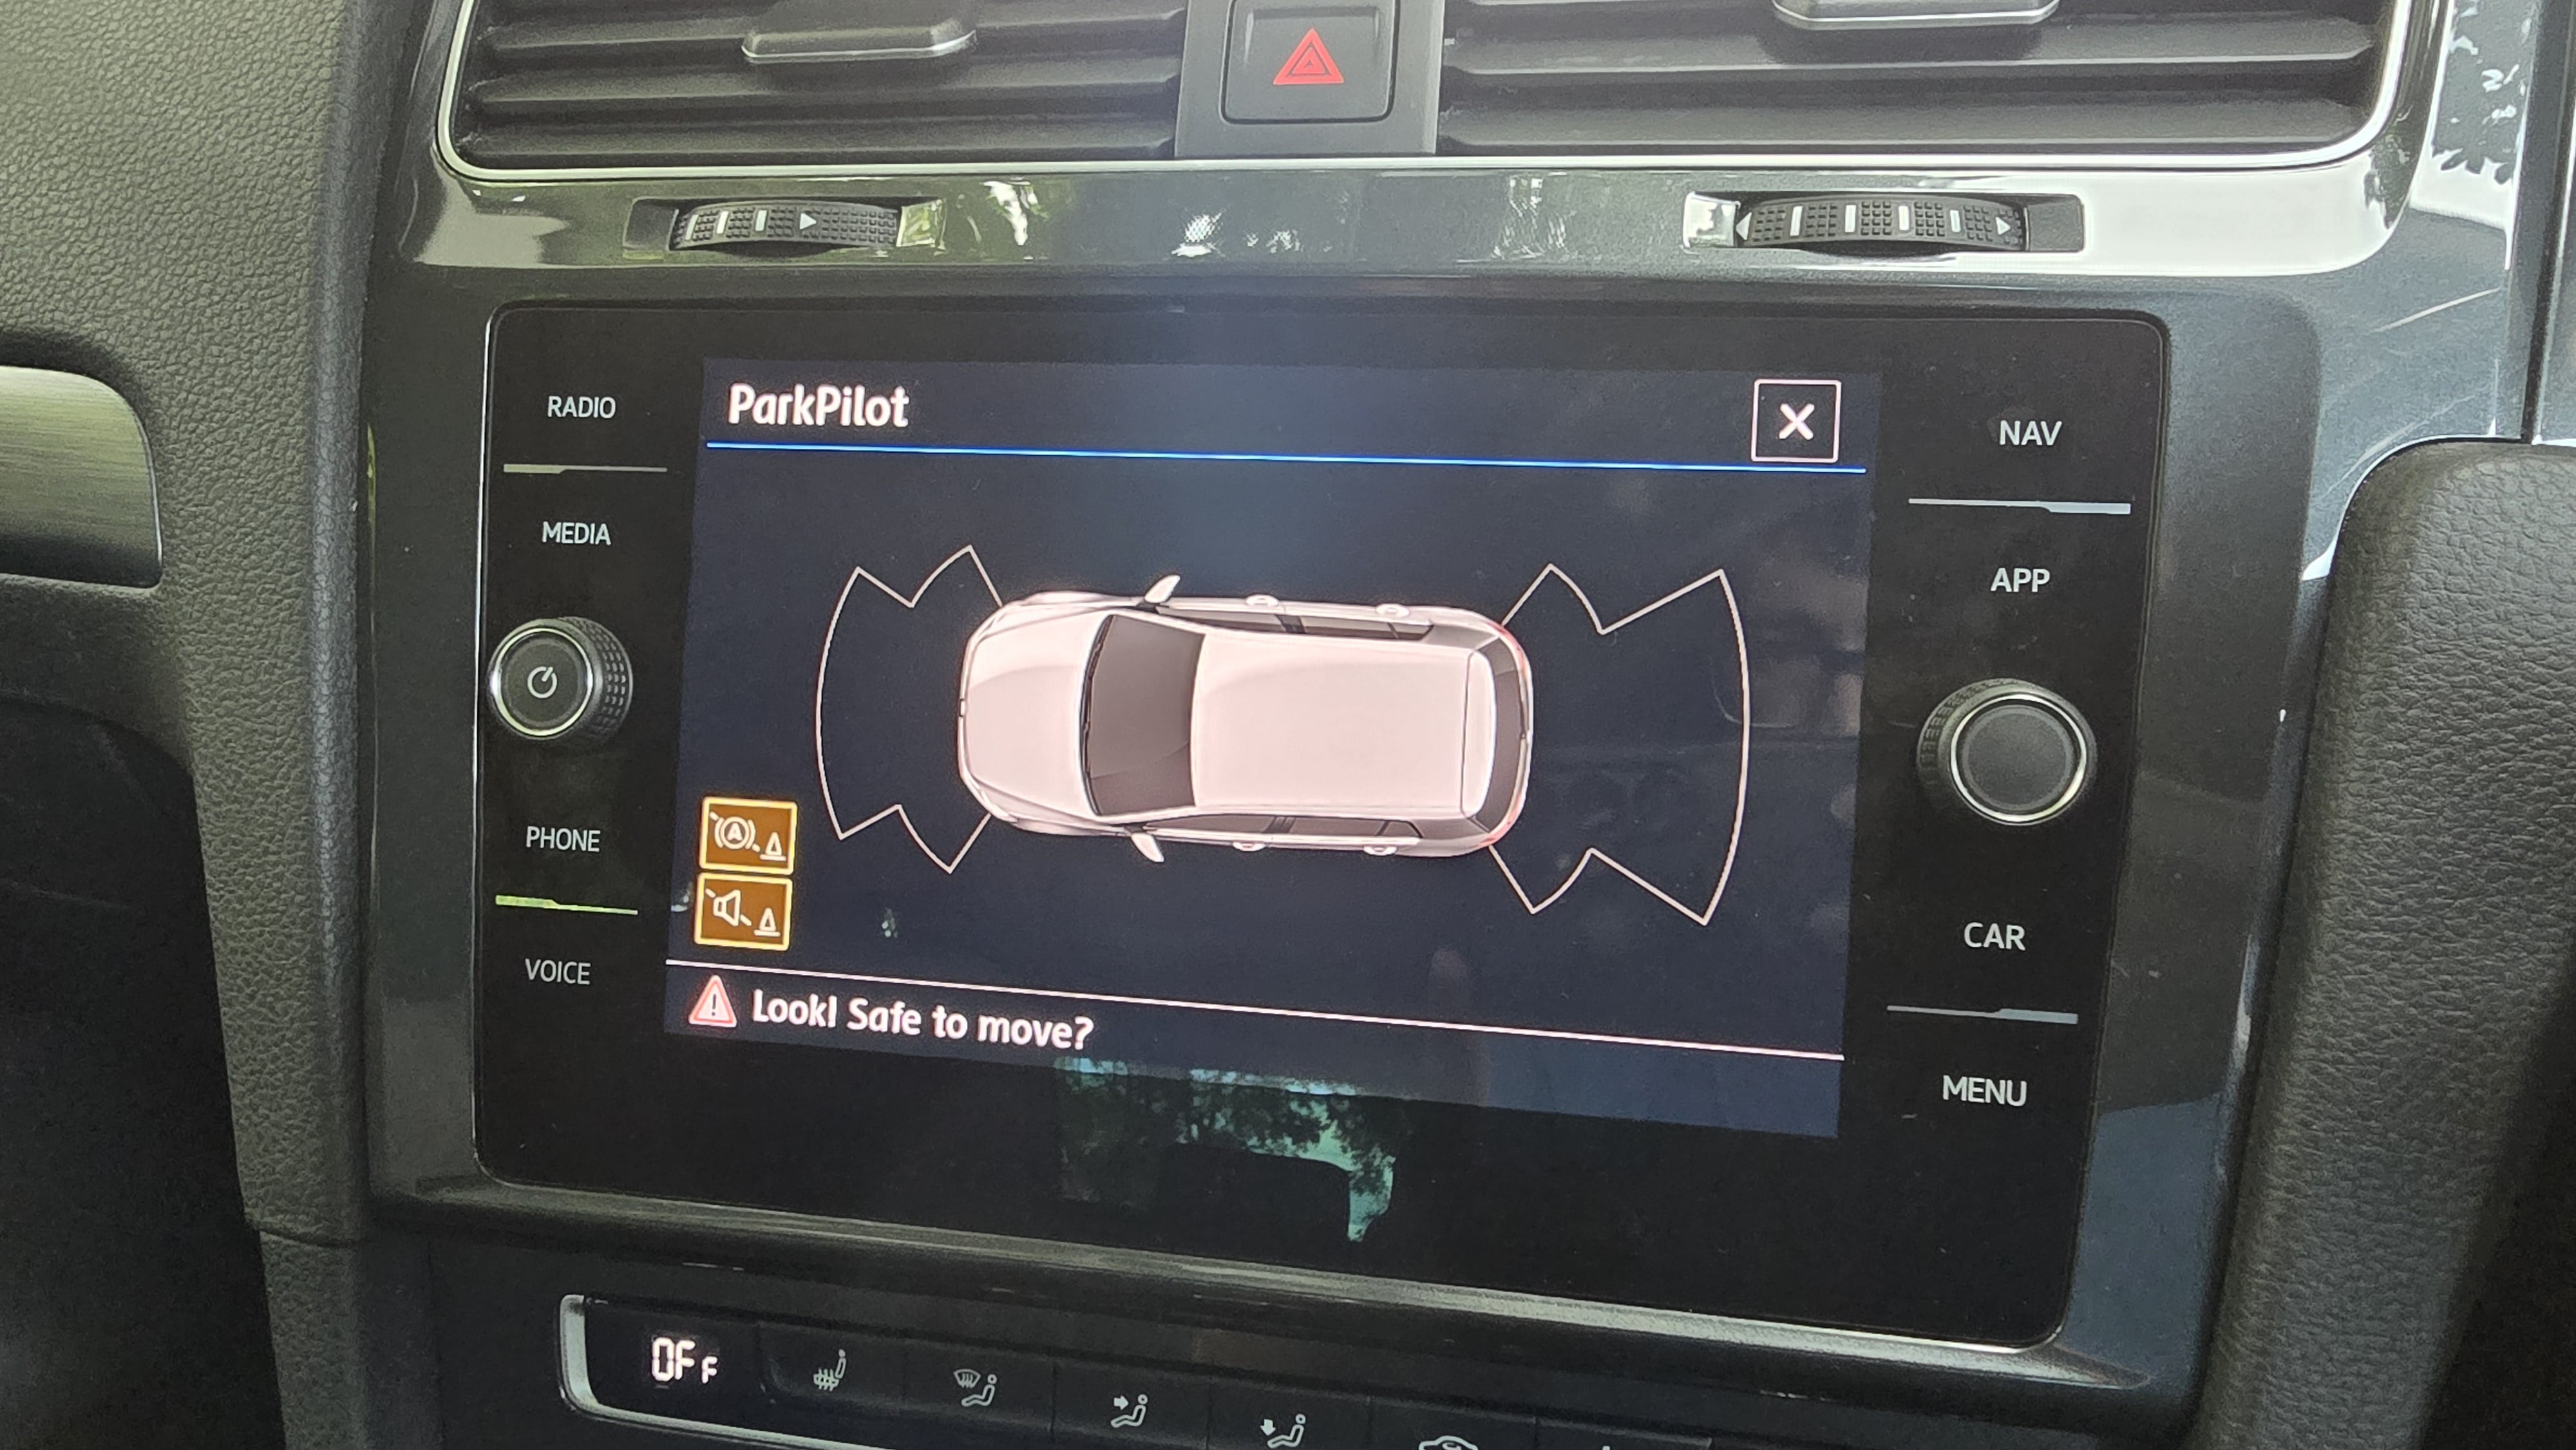 RADIO
MEDIA
PHONE
VOICE
ParkPilot
X
A
Look! Safe to move?
NAV
APP
CAR
MENU
OFF